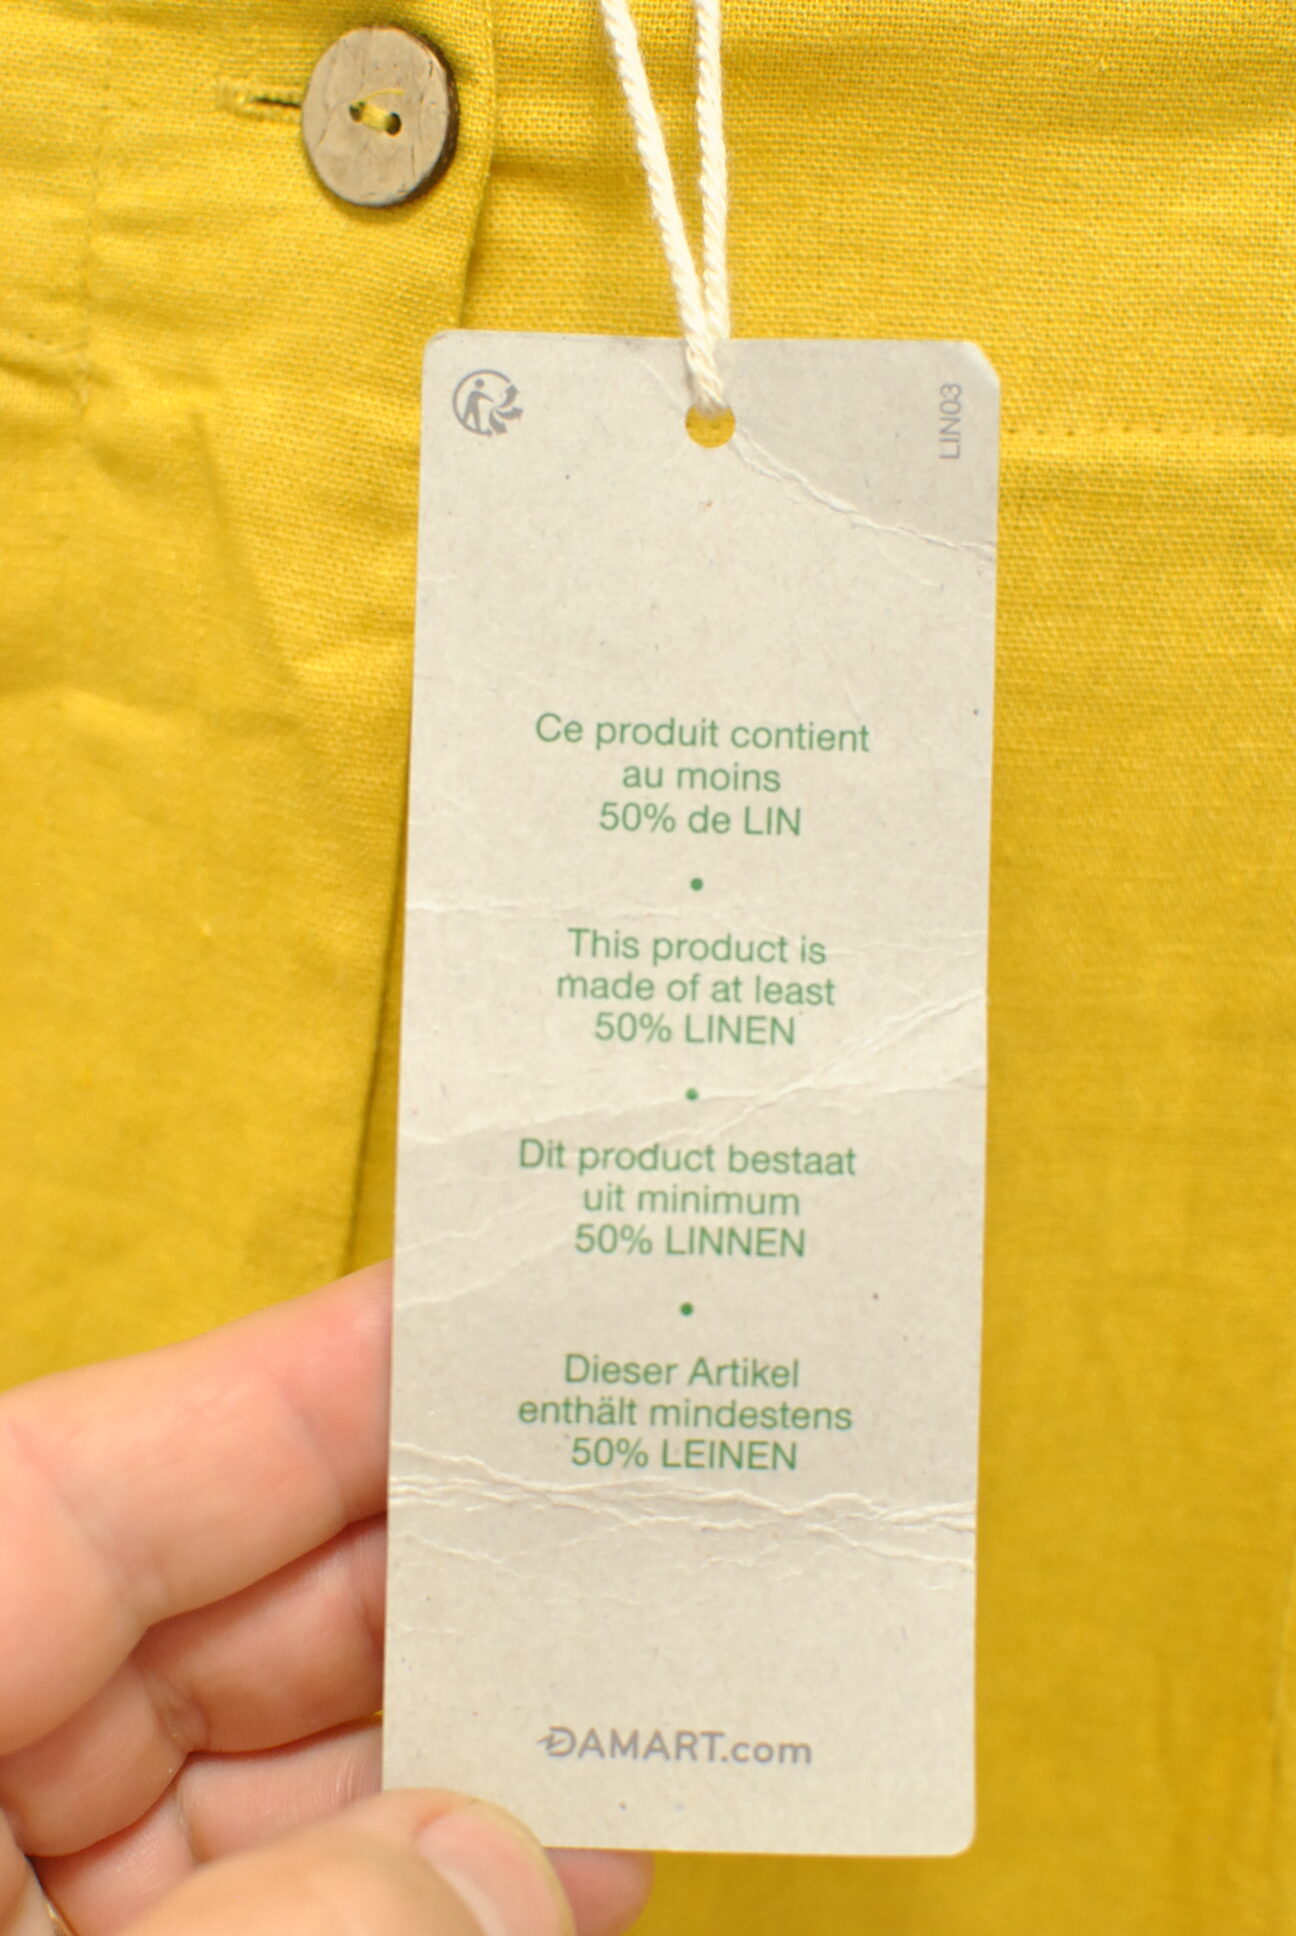 LIN03
Ce produit contient
au moins
50% de LIN
•
This product is
made of at least
50% LINEN
•
Dit product bestaat
uit minimum
50% LINNEN
•
Dieser Artikel
enthält mindestens
50% LEINEN
DAMART.com